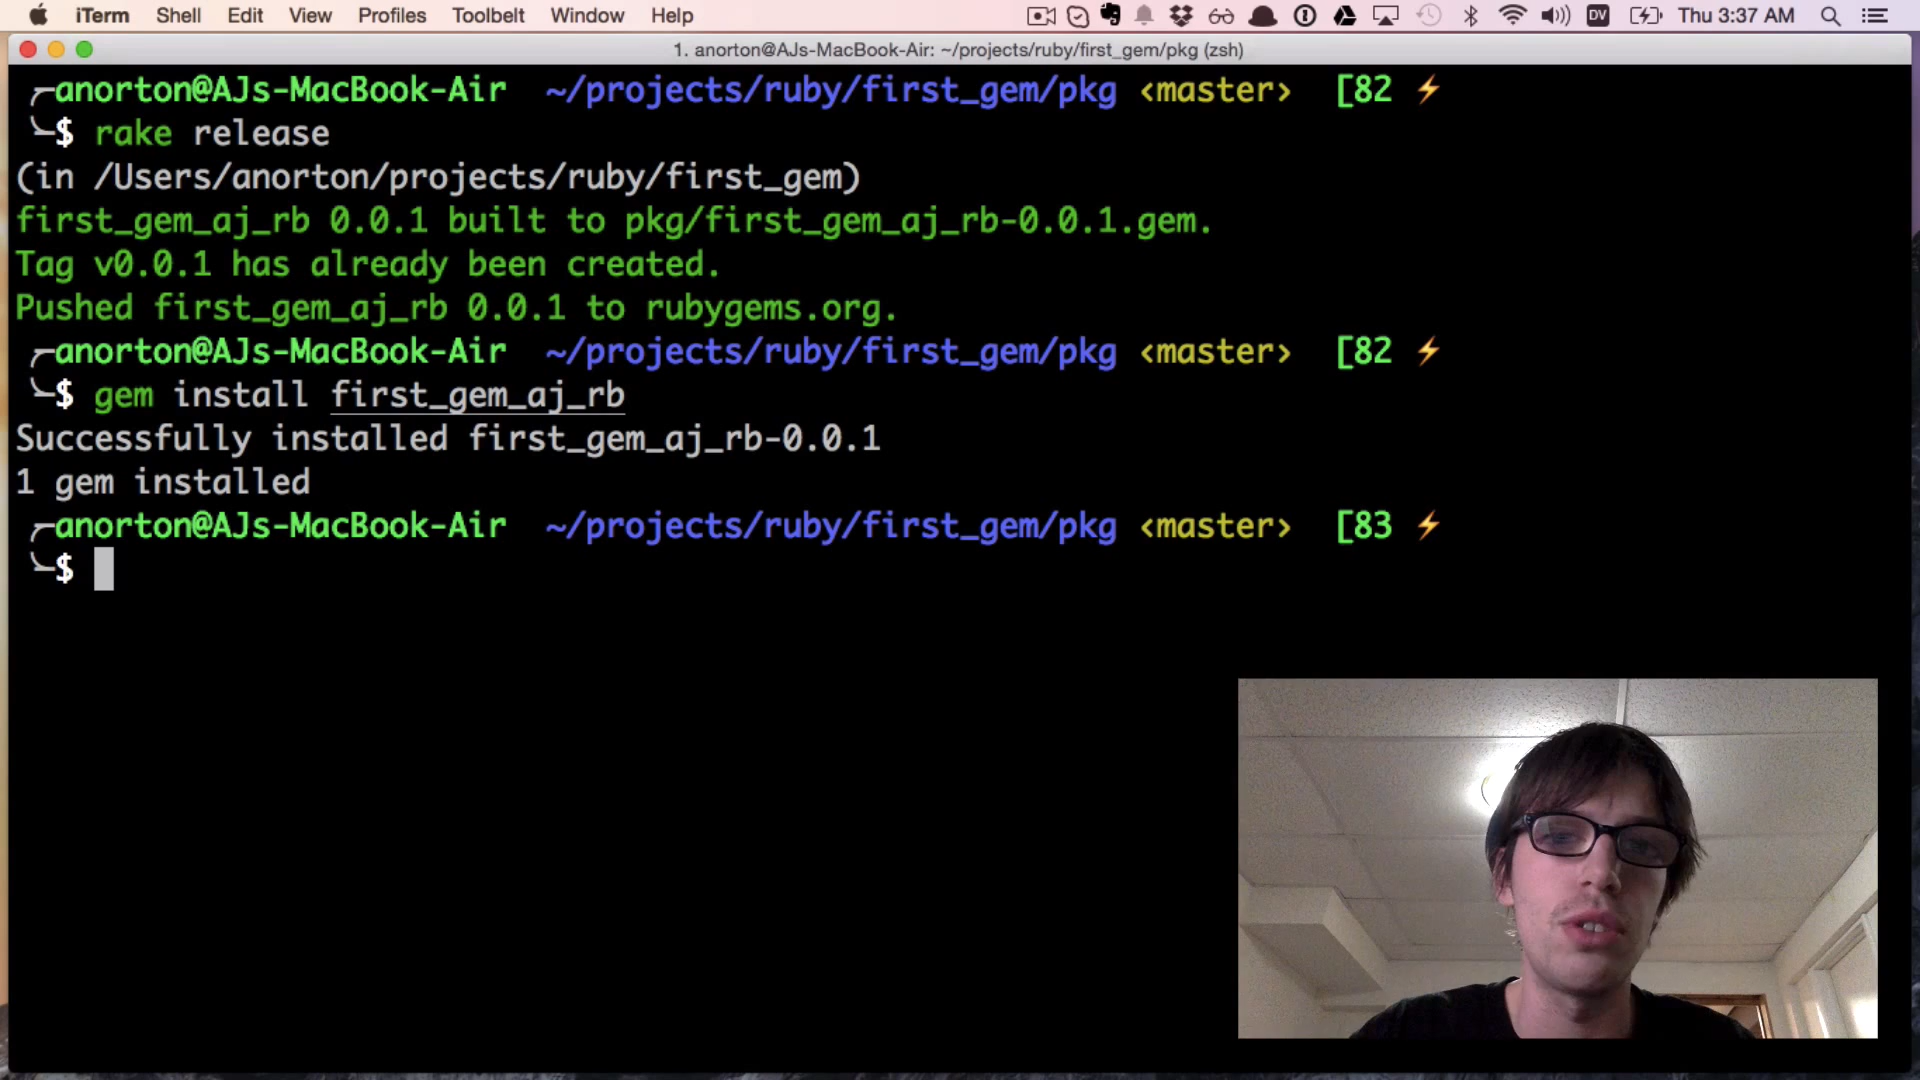 iTerm Shell Edit View Profiles Toolbelt Window Help DV Thu 3:37 AM
1. anorton@AJs-MacBook-Air: ~/projects/ruby/first_gem/pkg (zsh)
anorton@AJs-MacBook-Air ~/projects/ruby/first_gem/pkg <master> [82 ⚡
$ rake release
(in /Users/anorton/projects/ruby/first_gem)
first_gem_aj_rb 0.0.1 built to pkg/first_gem_aj_rb-0.0.1.gem.
Tag v0.0.1 has already been created.
Pushed first_gem_aj_rb 0.0.1 to rubygems.org.
anorton@AJs-MacBook-Air ~/projects/ruby/first_gem/pkg <master> [82 ⚡
$ gem install first_gem_aj_rb
Successfully installed first_gem_aj_rb-0.0.1
1 gem installed
anorton@AJs-MacBook-Air ~/projects/ruby/first_gem/pkg <master> [83 ⚡
$